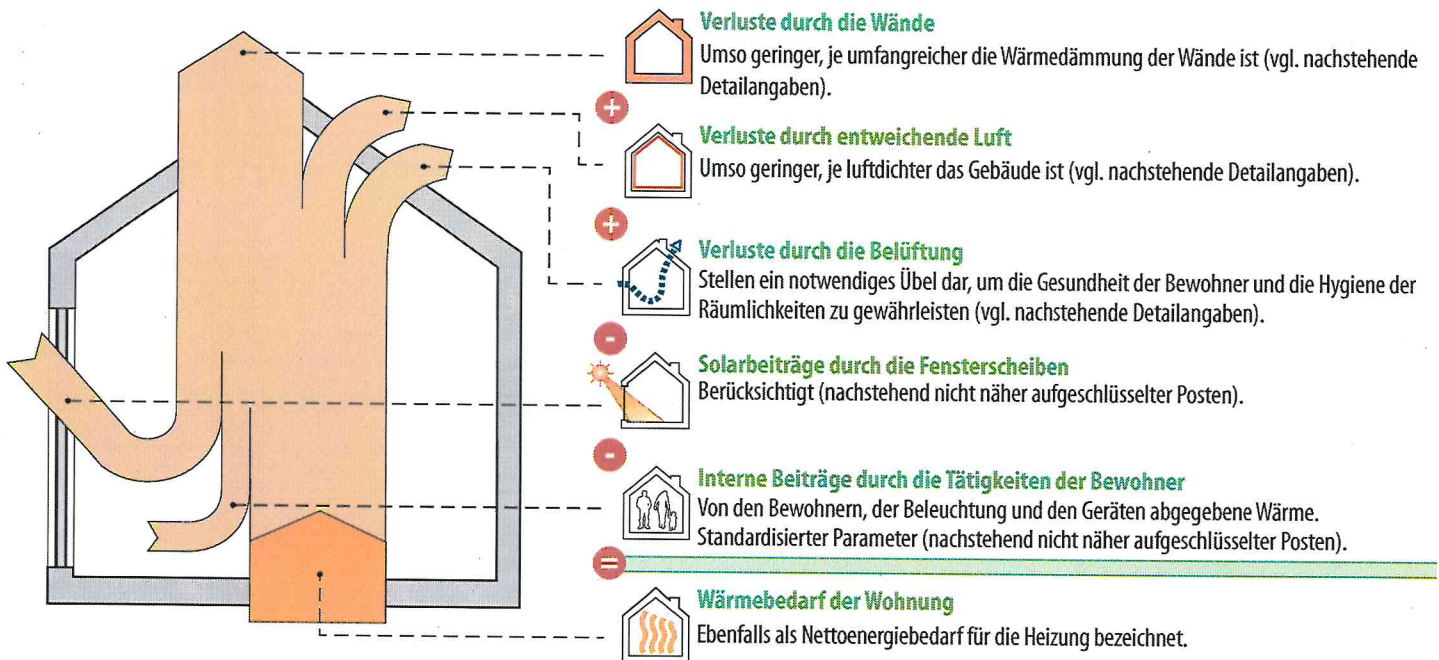 Verluste durch die Wände
Umso geringer, je umfangreicher die Wärmedämmung der Wände ist (vgl. nachstehende
Detailangaben).
+
Verluste durch entweichende Luft
Umso geringer, je luftdichter das Gebäude ist (vgl. nachstehende Detailangaben).
+
Verluste durch die Belüftung
Stellen ein notwendiges Übel dar, um die Gesundheit der Bewohner und die Hygiene der
Räumlichkeiten zu gewährleisten (vgl. nachstehende Detailangaben).
-
Solarbeiträge durch die Fensterscheiben
Berücksichtigt (nachstehend nicht näher aufgeschlüsselter Posten).
-
Interne Beiträge durch die Tätigkeiten der Bewohner
Von den Bewohnern, der Beleuchtung und den Geräten abgegebene Wärme.
Standardisierter Parameter (nachstehend nicht näher aufgeschlüsselter Posten).
=
Wärmebedarf der Wohnung
Ebenfalls als Nettoenergiebedarf für die Heizung bezeichnet.